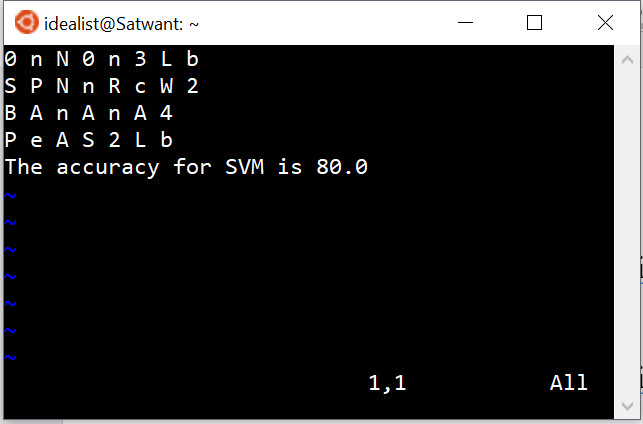 idealist@Satwant: ~
0 n N 0 n 3 L b
S P N n R c W 2
B A n A n A 4
P e A S 2 L b
The accuracy for SVM is 80.0
~
~
~
~
~
~
~
1,1 All